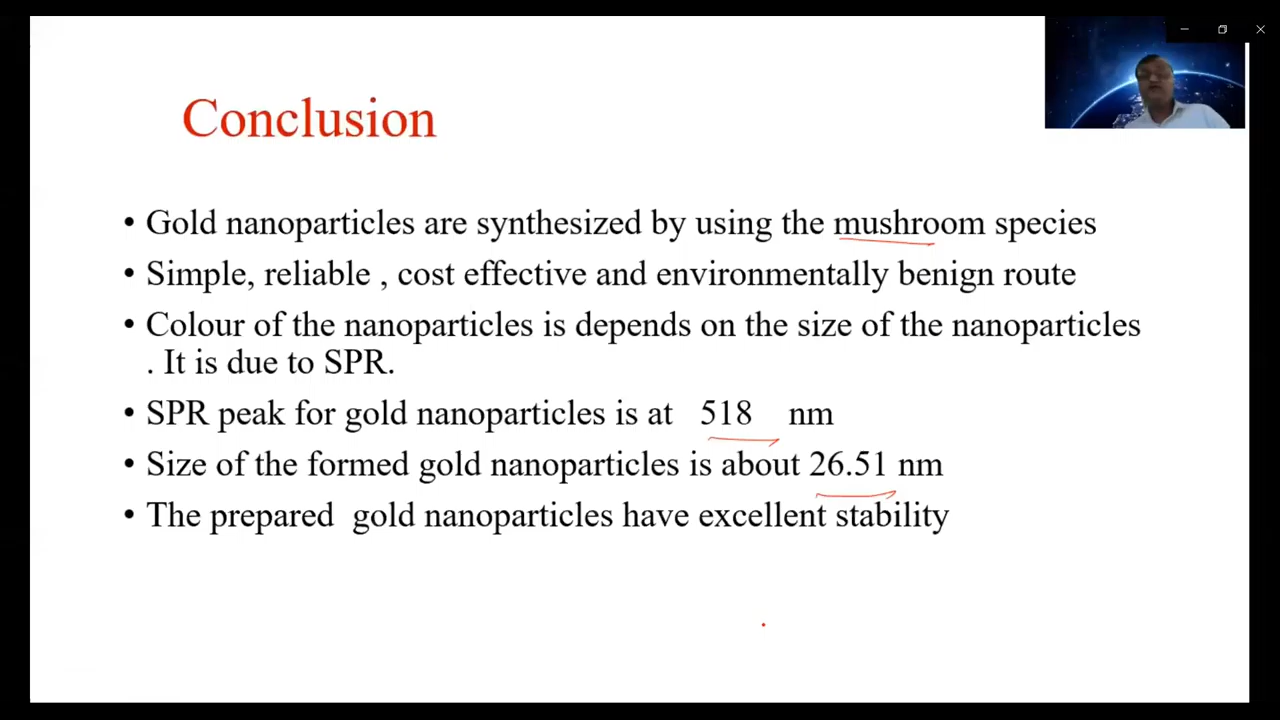 Conclusion
• Gold nanoparticles are synthesized by using the mushroom species
• Simple, reliable , cost effective and environmentally benign route
• Colour of the nanoparticles is depends on the size of the nanoparticles
. It is due to SPR.
• SPR peak for gold nanoparticles is at 518 nm
• Size of the formed gold nanoparticles is about 26.51 nm
• The prepared gold nanoparticles have excellent stability